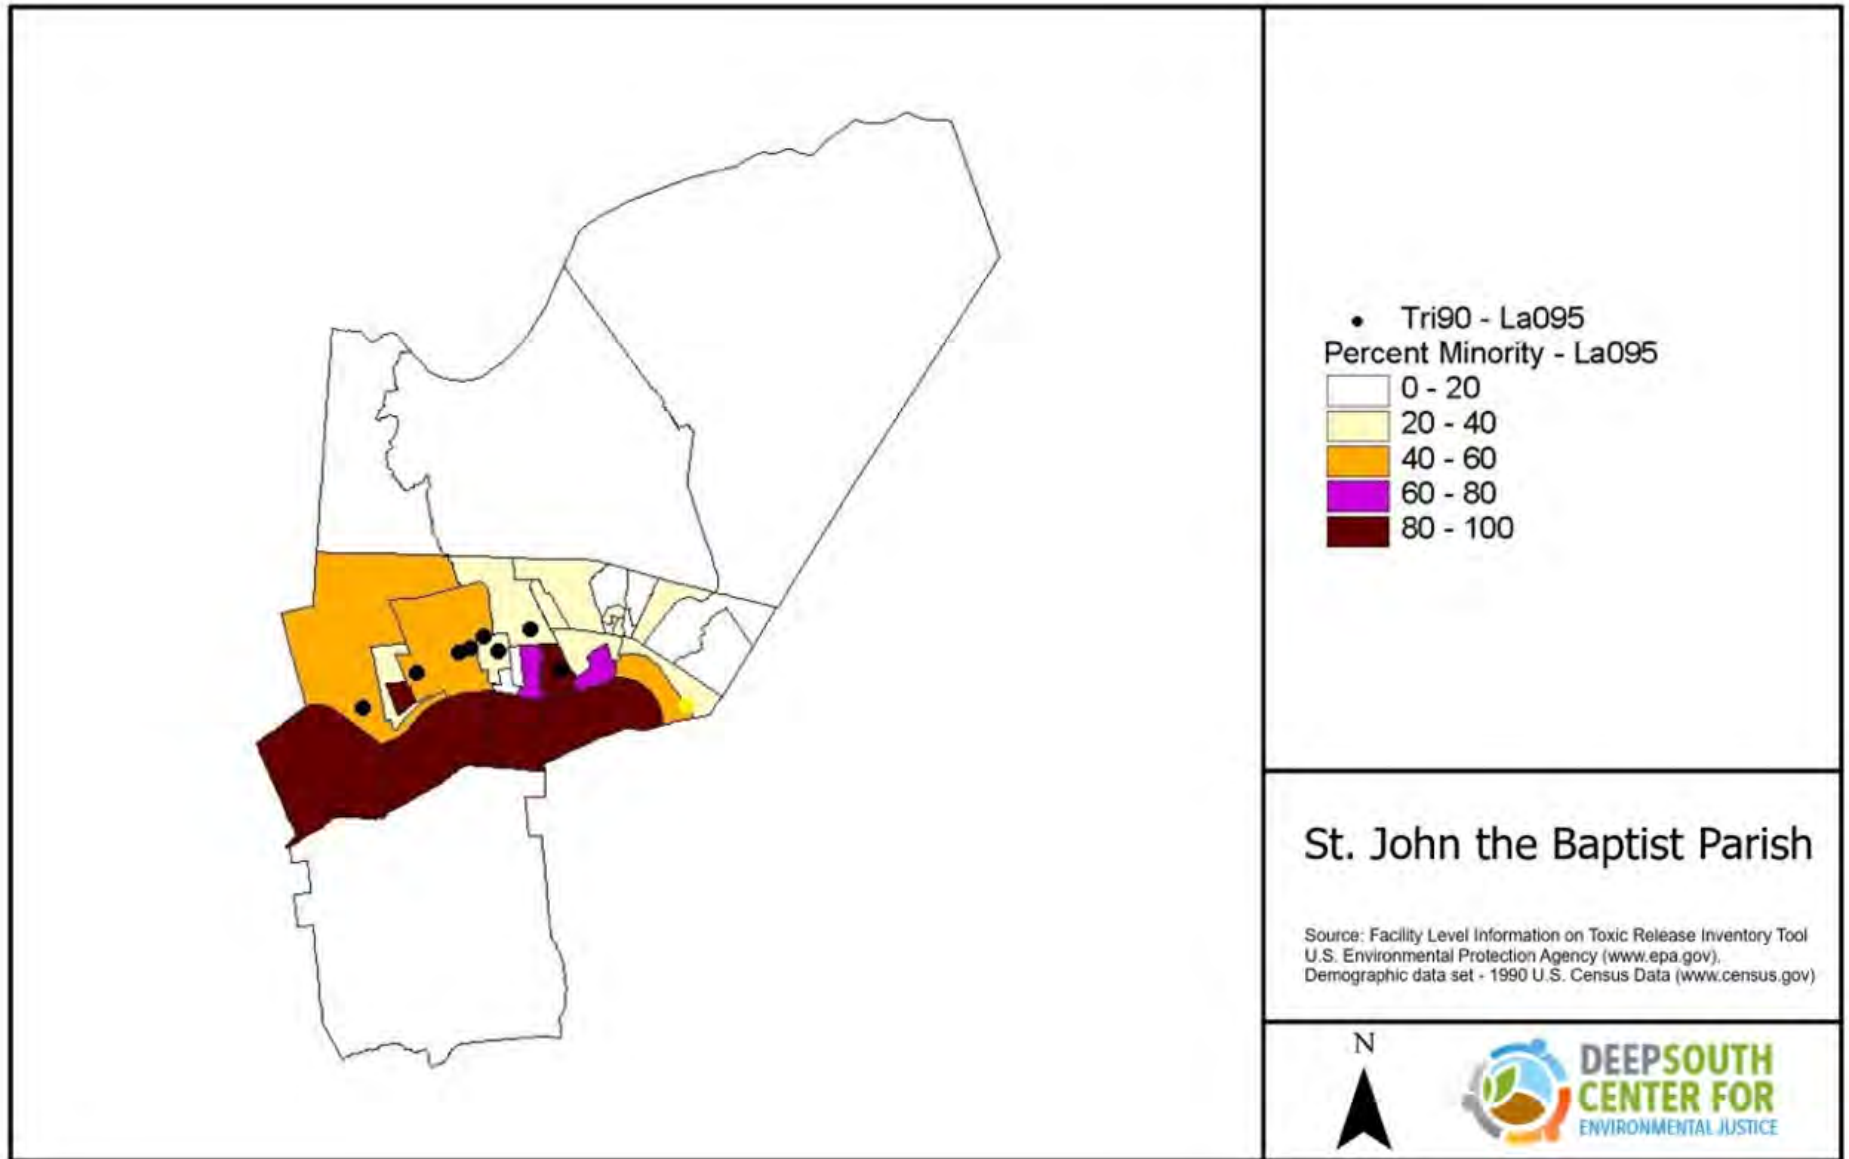 Tri90 - La095
Percent Minority - La095
0 - 20
20 - 40
40 - 60
60 - 80
80 - 100
St. John the Baptist Parish
Source: Facility Level Information on Toxic Release Inventory Tool
U.S. Environmental Protection Agency (www.epa.gov).
Demographic data set - 1990 U.S. Census Data (www.census.gov)
N
DEEPSOUTH
CENTER FOR
ENVIRONMENTAL JUSTICE